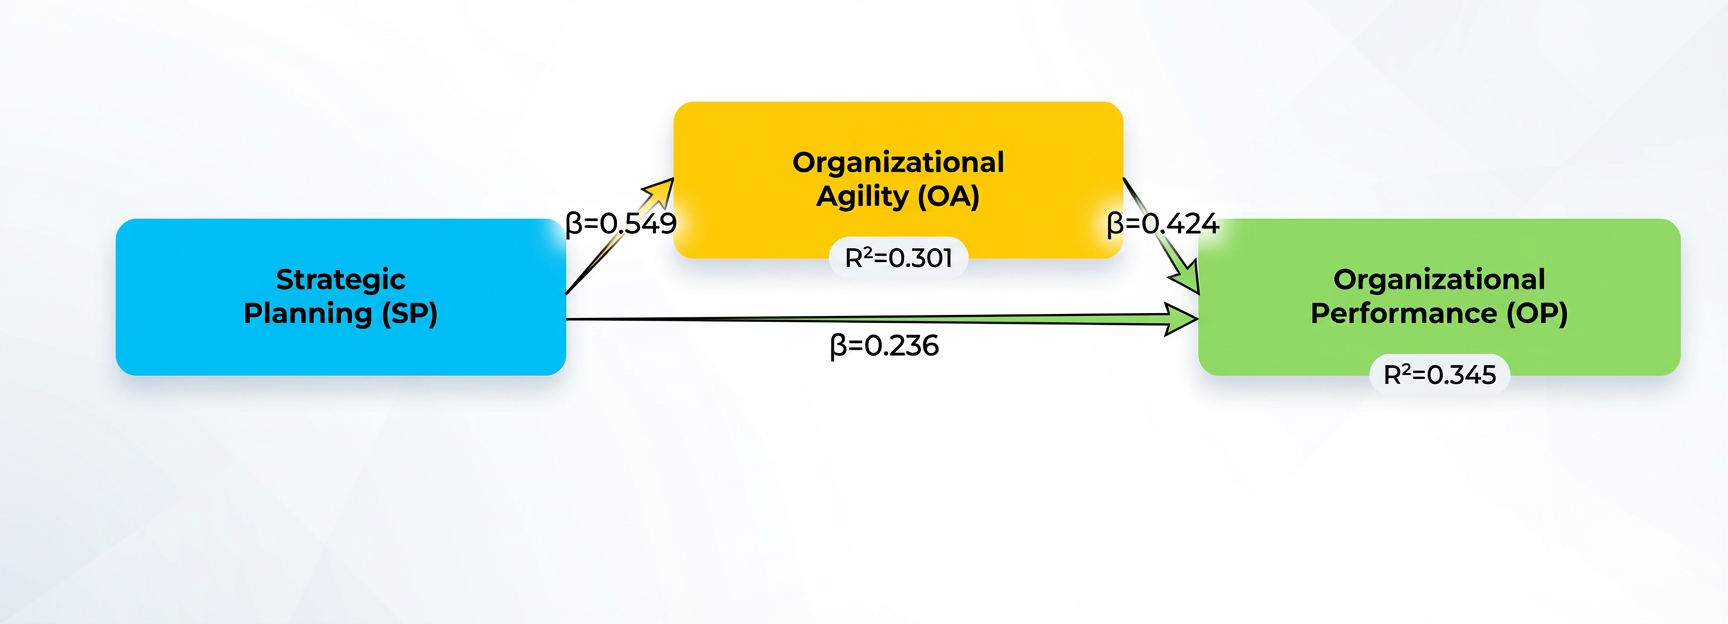 Organizational
Agility (OA)
β=0.549
β=0.424
R²=0.301
Strategic
Planning (SP)
Organizational
Performance (OP)
β=0.236
R²=0.345